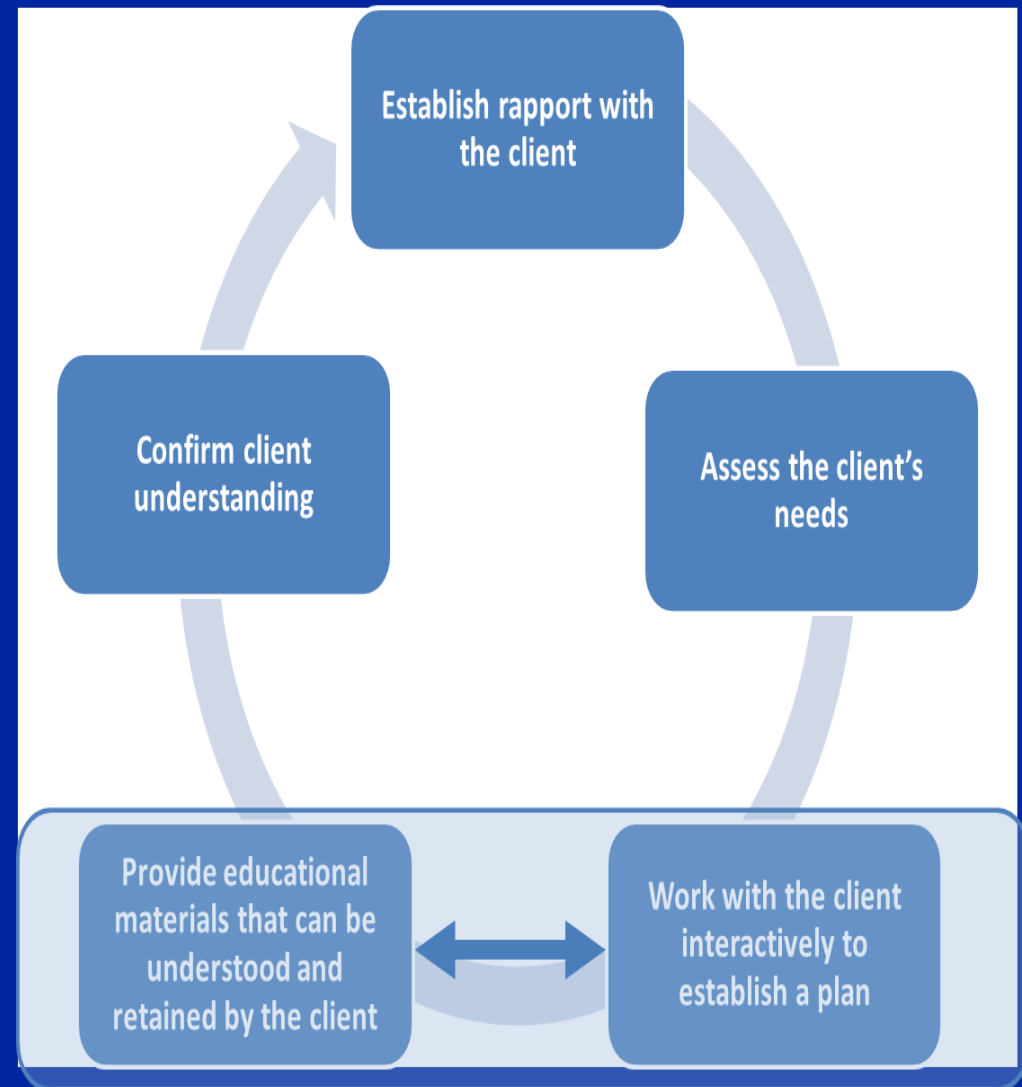 Establish rapport with
the client
Assess the client’s
needs
Work with the client
interactively to
establish a plan
Provide educational
materials that can be
understood and
retained by the client
Confirm client
understanding